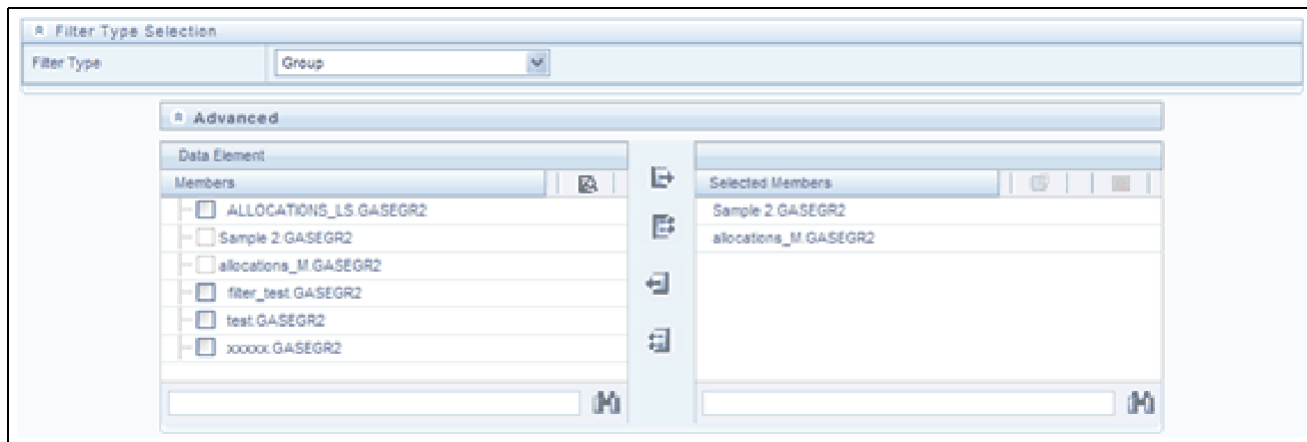 Filter Type Selection
Filter Type
Group
Advanced
Data Element
Members
ALLOCATIONS_LS.GASEGR2
Sample 2.GASEGR2
allocations_M.GASEGR2
filter_test.GASEGR2
test.GASEGR2
xxxxxx.GASEGR2
Selected Members
Sample 2.GASEGR2
allocations_M.GASEGR2